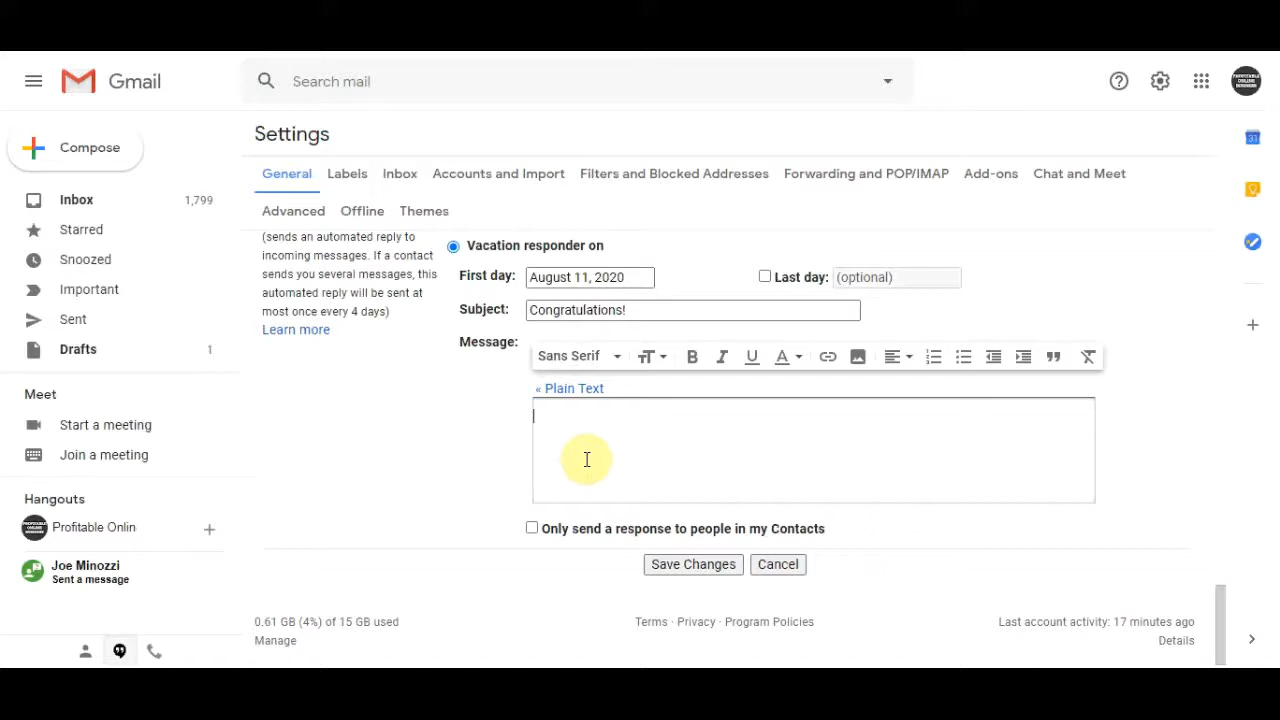 Gmail
Search mail
Compose
Inbox 1,799
Starred
Snoozed
Important
Sent
Drafts 1
Meet
Start a meeting
Join a meeting
Hangouts
Profitable Onlin
Joe Minozzi
Sent a message
Settings
General Labels Inbox Accounts and Import Filters and Blocked Addresses Forwarding and POP/IMAP Add-ons Chat and Meet
Advanced Offline Themes
(sends an automated reply to
incoming messages. If a contact
sends you several messages, this
automated reply will be sent at
most once every 4 days)
Learn more
Vacation responder on
First day: August 11, 2020 Last day: (optional)
Subject: Congratulations!
Message:
Sans Serif
« Plain Text
Only send a response to people in my Contacts
Save Changes Cancel
0.61 GB (4%) of 15 GB used
Manage
Terms · Privacy · Program Policies
Last account activity: 17 minutes ago
Details
PROFITABLE
ONLINE
31